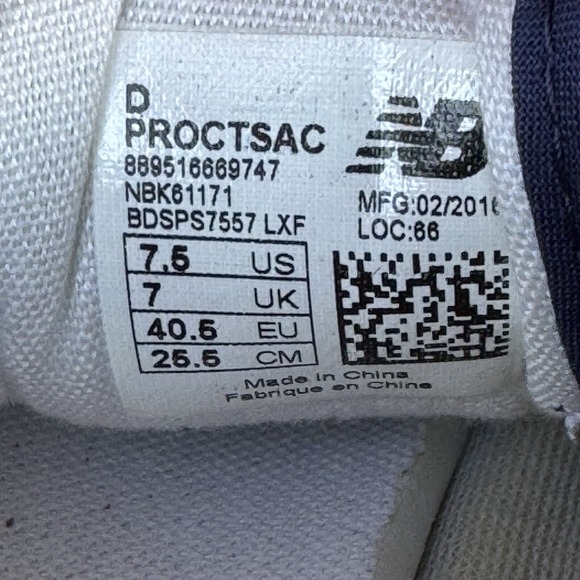 D
PROCTSAC
889516669747
NBK61171
BDSPS7557 LXF
MFG:02/2016
LOC:66
7.5 US
7 UK
40.5 EU
25.5 CM
Made in China
Fabrique en Chine